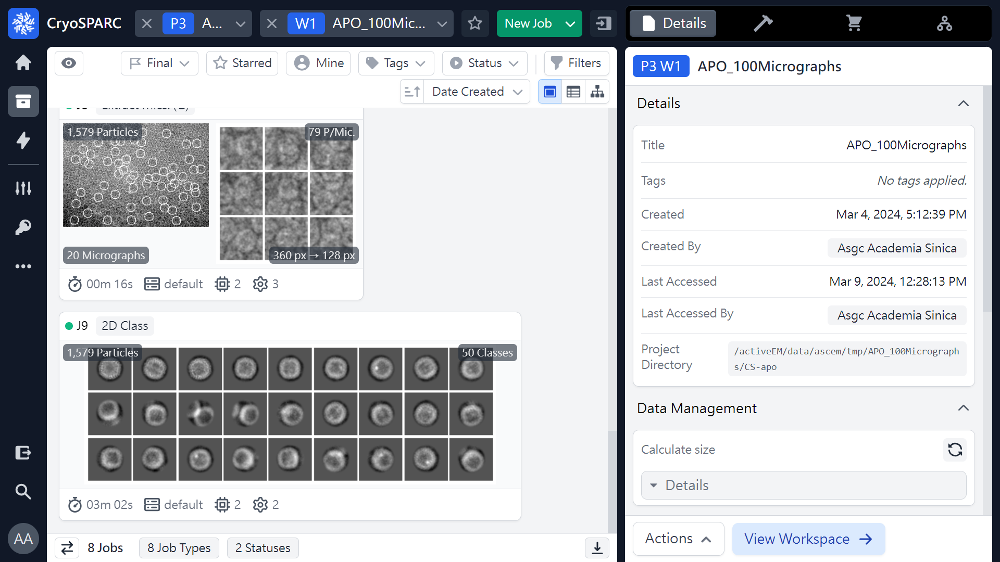 CryoSPARC
P3 A...
W1 APO_100Mic...
New Job
Details
Final
Starred
Mine
Tags
Status
Filters
Date Created
1,579 Particles
79 P/Mic.
20 Micrographs
360 px → 128 px
00m 16s default 2 3
J9 2D Class
1,579 Particles
50 Classes
03m 02s default 2 2
8 Jobs 8 Job Types 2 Statuses
AA
P3 W1 APO_100Micrographs
Details
Title APO_100Micrographs
Tags No tags applied.
Created Mar 4, 2024, 5:12:39 PM
Created By Asgc Academia Sinica
Last Accessed Mar 9, 2024, 12:28:13 PM
Last Accessed By Asgc Academia Sinica
Project
Directory
/activeEM/data/ascem/tmp/APO_100Micrograph
s/CS-apo
Data Management
Calculate size
Details
Actions View Workspace